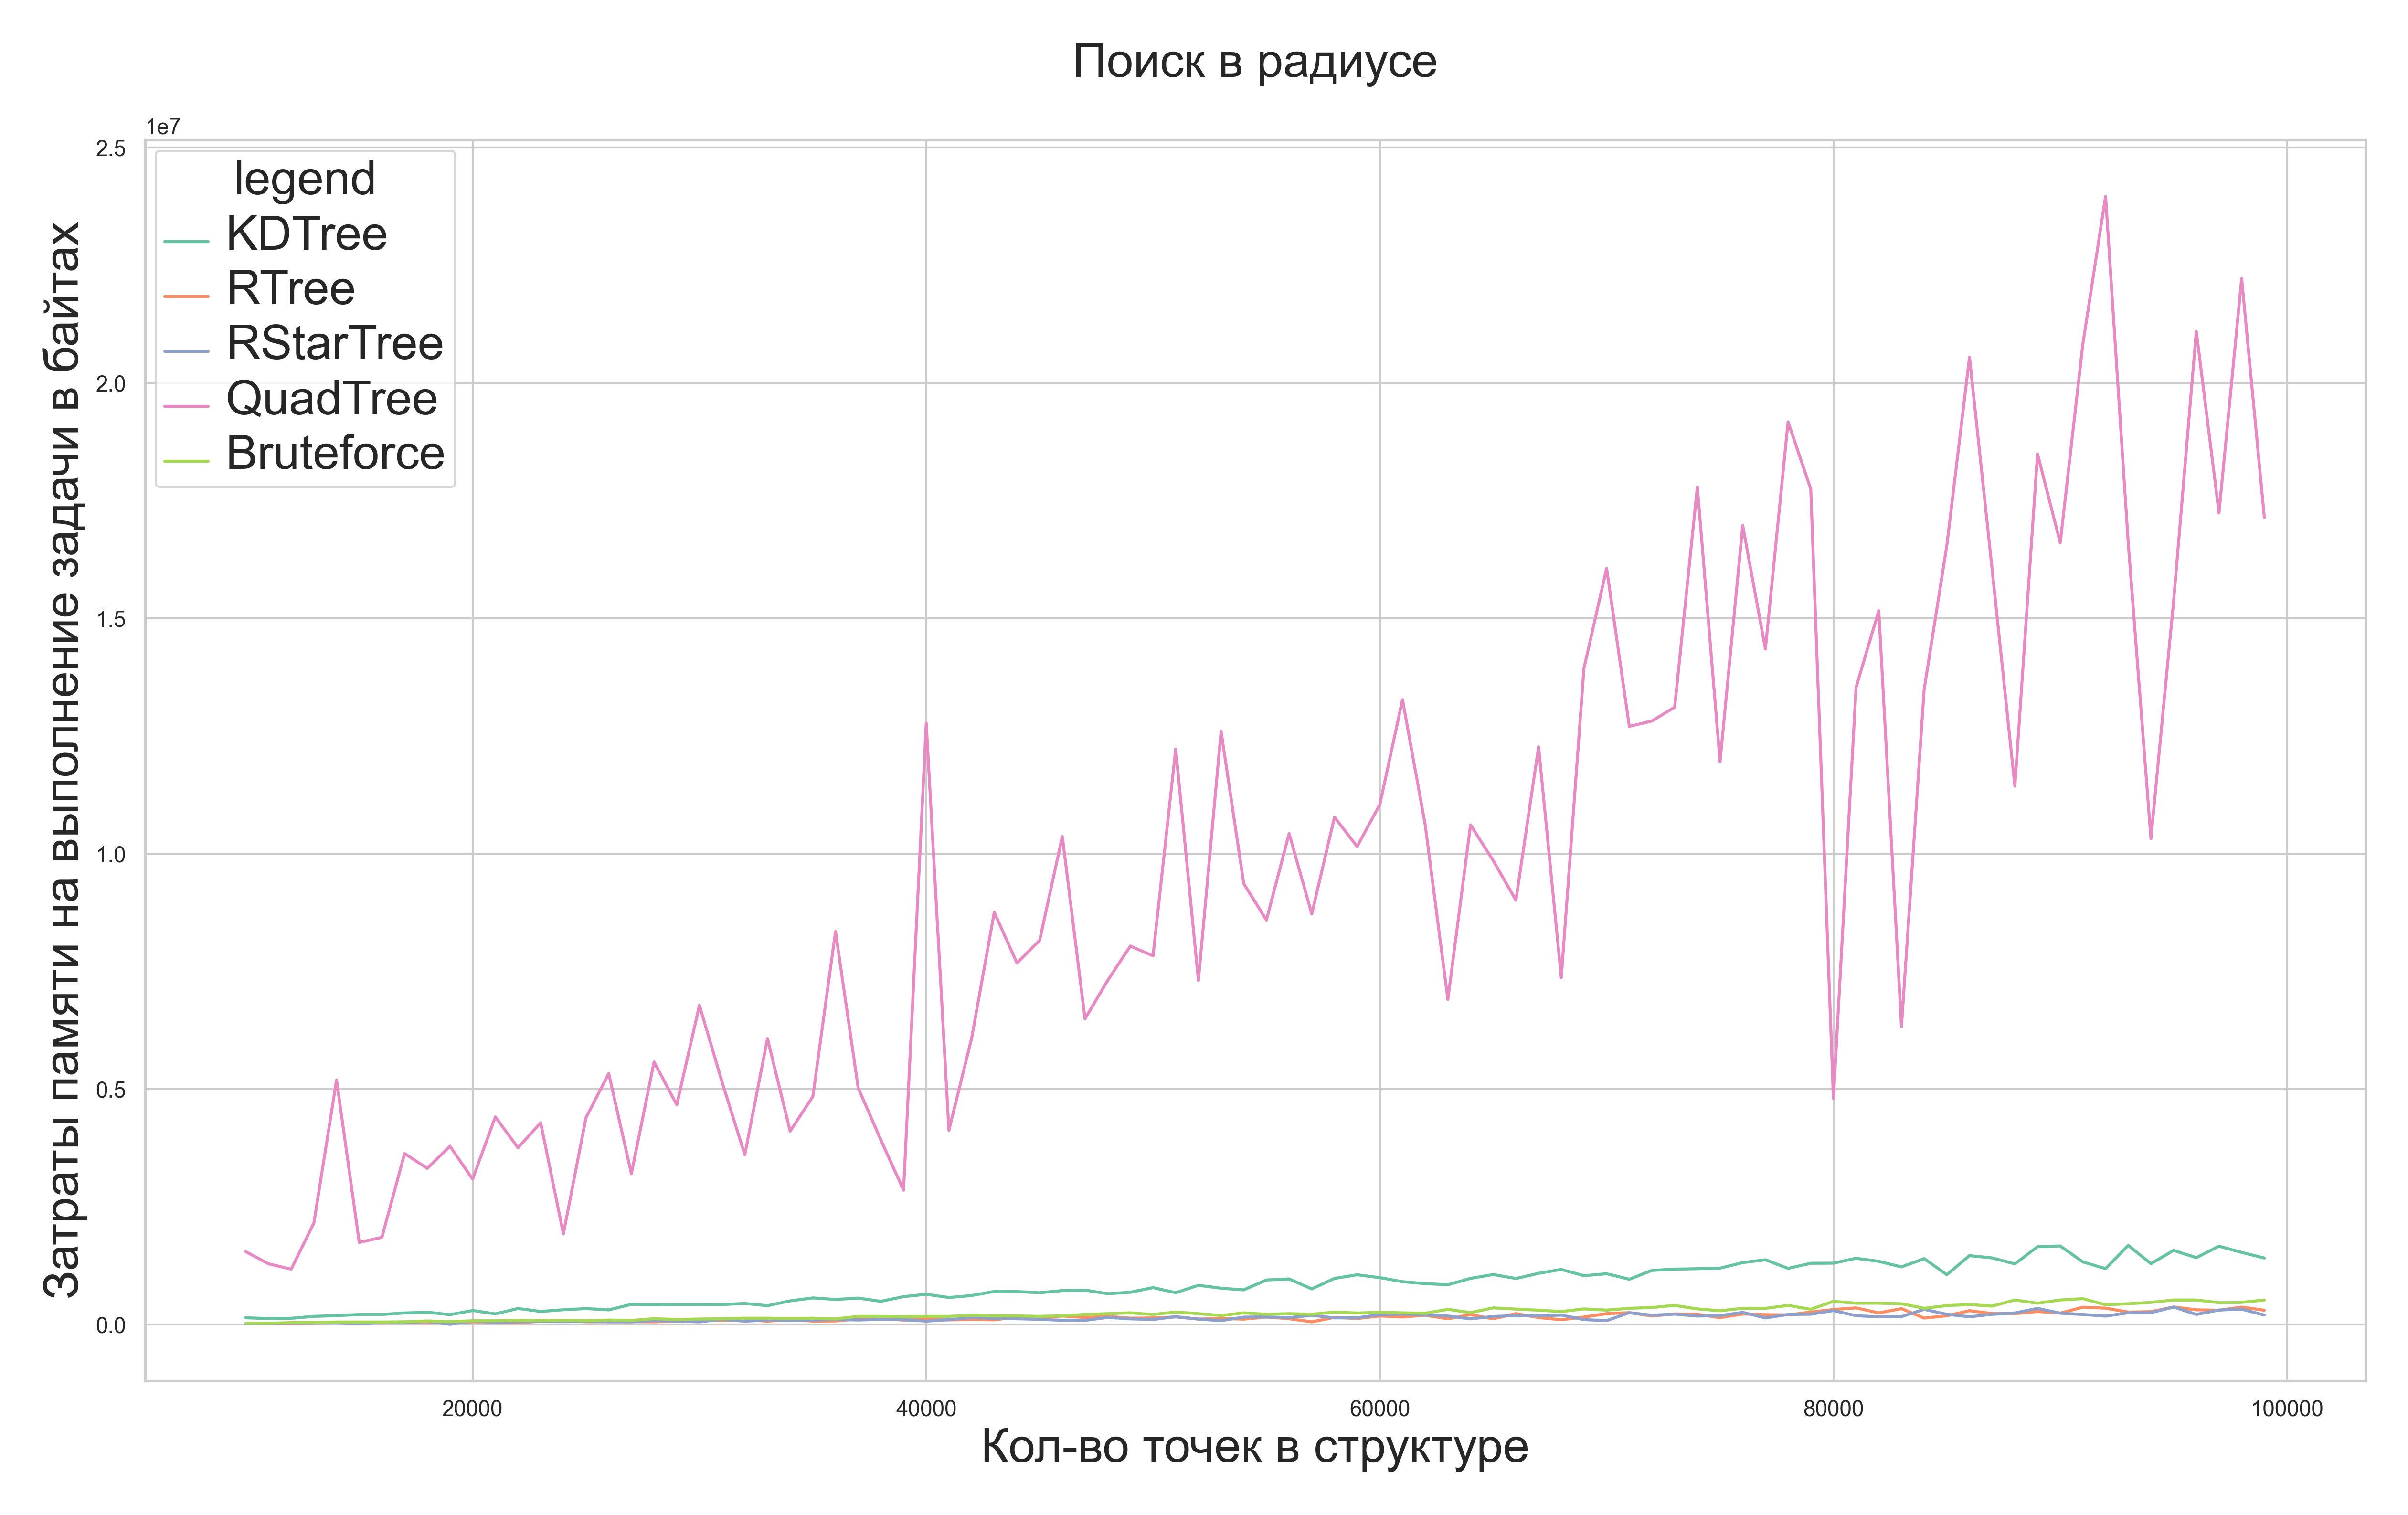 Поиск в радиусе
1e7
2.5
2.0
1.5
1.0
0.5
0.0
legend
KDTree
RTree
RStarTree
QuadTree
Bruteforce
Затраты памяти на выполнение задачи в байтах
20000
40000
60000
80000
100000
Кол-во точек в структуре